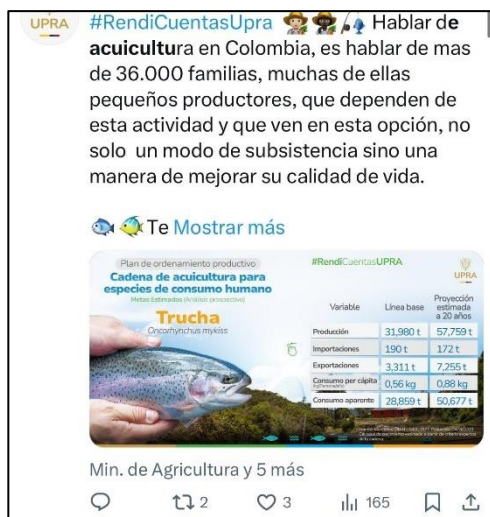 UPRA
#RendiCuentasUpra 🧑🏼‍🌾🧑🏿‍🌾🎣 Hablar de
acuicultura en Colombia, es hablar de mas
de 36.000 familias, muchas de ellas
pequeños productores, que dependen de
esta actividad y que ven en esta opción, no
solo un modo de subsistencia sino una
manera de mejorar su calidad de vida.
🐟 🐠 Te Mostrar más
Plan de ordenamiento productivo
Cadena de acuicultura para
especies de consumo humano
Metas Estimadas (Análisis prospectivo)
Trucha
Oncorhynchus mykiss
#RendiCuentasUPRA
UPRA
Variable Línea base Proyección estimada a 20 años
Producción 31,980 t 57,759 t
Importaciones 190 t 172 t
Exportaciones 3,311 t 7,255 t
Consumo per cápita 0,56 kg 0,88 kg
Consumo aparente 28,859 t 50,677 t
Min. de Agricultura y 5 más
2 3 165